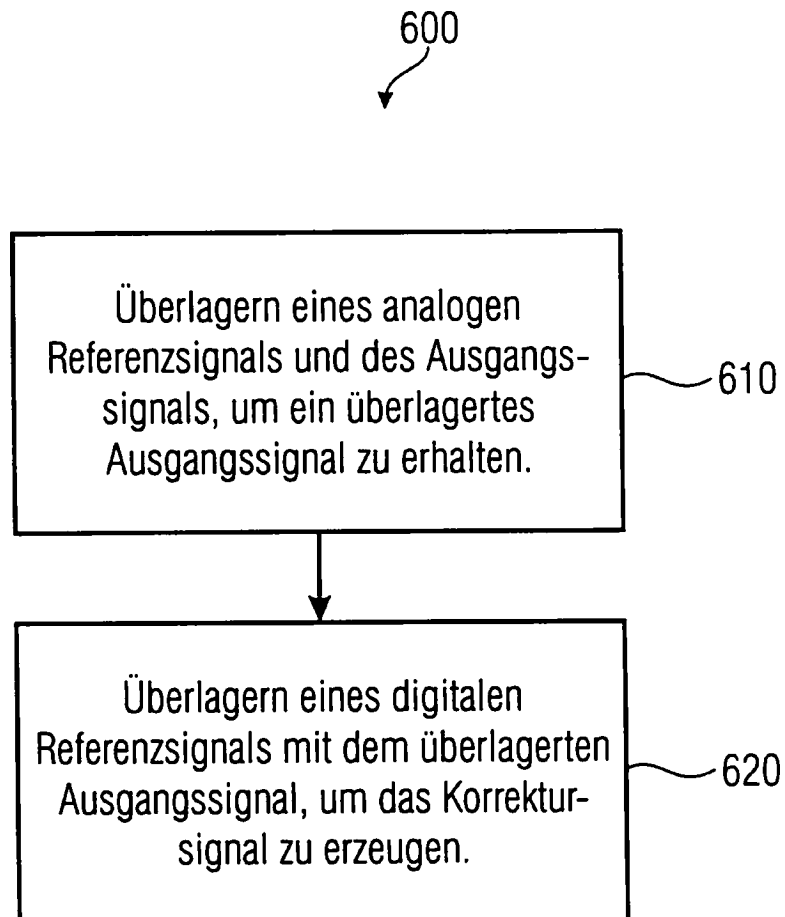 600
Überlagern eines analogen
Referenzsignals und des Ausgangs-
signals, um ein überlagertes
Ausgangssignal zu erhalten.
610
Überlagern eines digitalen
Referenzsignals mit dem überlagerten
Ausgangssignal, um das Korrektur-
signal zu erzeugen.
620